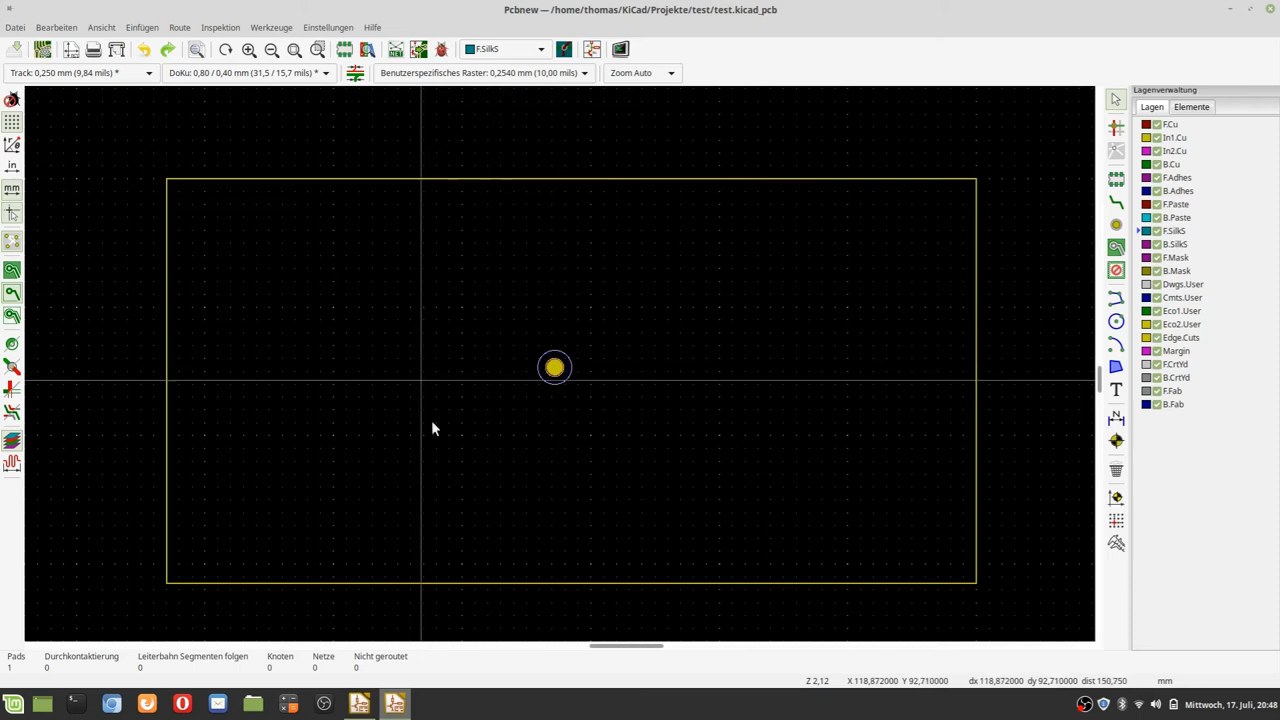 Pcbnew — /home/thomas/KiCad/Projekte/test/test.kicad_pcb
Datei Bearbeiten Ansicht Einfügen Route Inspektion Werkzeuge Einstellungen Hilfe
NET F.SilkS
Track: 0,250 mm (9,84 mils) * DoKu: 0,80 / 0,40 mm (31,5 / 15,7 mils) * Benutzerspezifisches Raster: 0,2540 mm (10,00 mils) Zoom Auto
Lagenverwaltung
Lagen Elemente
F.Cu
In1.Cu
In2.Cu
B.Cu
F.Adhes
B.Adhes
F.Paste
B.Paste
F.SilkS
B.SilkS
F.Mask
B.Mask
Dwgs.User
Cmts.User
Eco1.User
Eco2.User
Edge.Cuts
Margin
F.CrtYd
B.CrtYd
F.Fab
B.Fab
in
mm
T
N
Pads Durchkontaktierung Leiterbahn Segmenten folgen Knoten Netze Nicht geroutet
1 0 0 0 0 0
Z 2,12 X 118,872000 Y 92,710000 dx 118,872000 dy 92,710000 dist 150,750 mm
Mittwoch, 17. Juli, 20:48